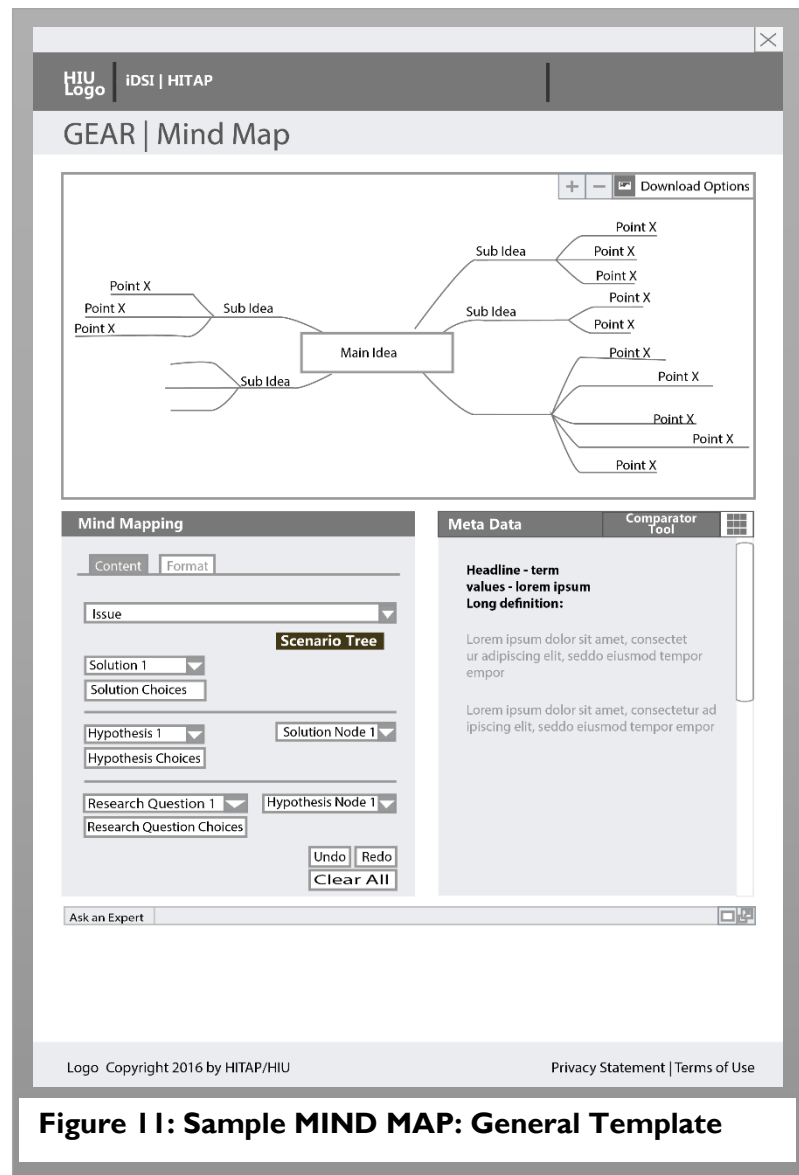 HIU
Logo
iDSI | HITAP
GEAR | Mind Map
+ − Download Options
Point X
Point X
Point X
Sub Idea
Sub Idea
Main Idea
Sub Idea
Point X
Point X
Point X
Sub Idea
Point X
Point X
Point X
Point X
Point X
Point X
Point X
Mind Mapping
Content Format
Issue
Scenario Tree
Solution 1
Solution Choices
Hypothesis 1 Solution Node 1
Hypothesis Choices
Research Question 1 Hypothesis Node 1
Research Question Choices
Undo Redo
Clear All
Meta Data
Comparator
Tool
Headline - term
values - lorem ipsum
Long definition:
Lorem ipsum dolor sit amet, consectet
ur adipiscing elit, seddo eiusmod tempor
empor
Lorem ipsum dolor sit amet, consectetur ad
ipiscing elit, seddo eiusmod tempor empor
Ask an Expert
Logo Copyright 2016 by HITAP/HIU
Privacy Statement | Terms of Use
Figure 11: Sample MIND MAP: General Template